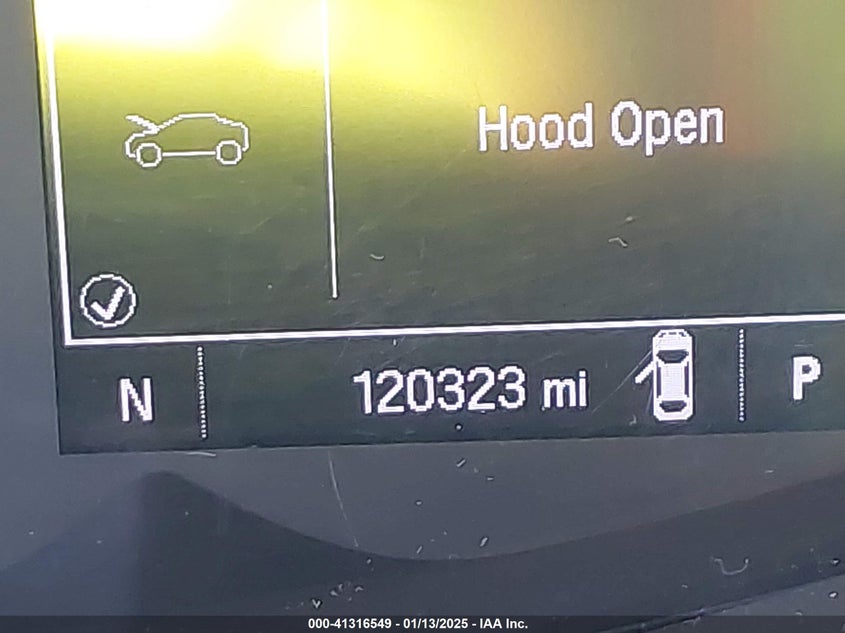 Hood Open
N 120323 mi P
000-41316549 - 01/13/2025 - IAA Inc.